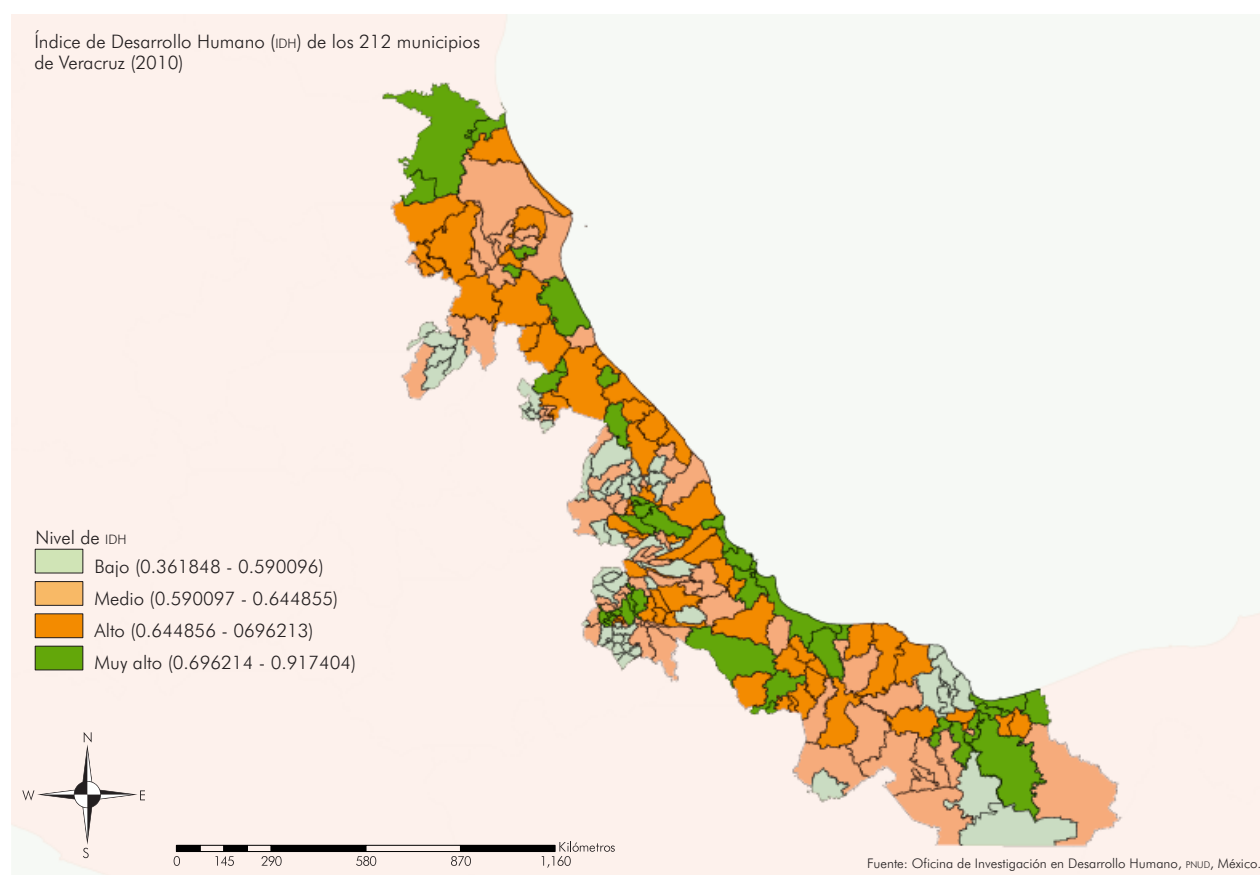 Índice de Desarrollo Humano (IDH) de los 212 municipios
de Veracruz (2010)
Nivel de IDH
Bajo (0.361848 - 0.590096)
Medio (0.590097 - 0.644855)
Alto (0.644856 - 0696213)
Muy alto (0.696214 - 0.917404)
N
W E
S
Kilómetros
0 145 290 580 870 1,160
Fuente: Oficina de Investigación en Desarrollo Humano, PNUD, México.